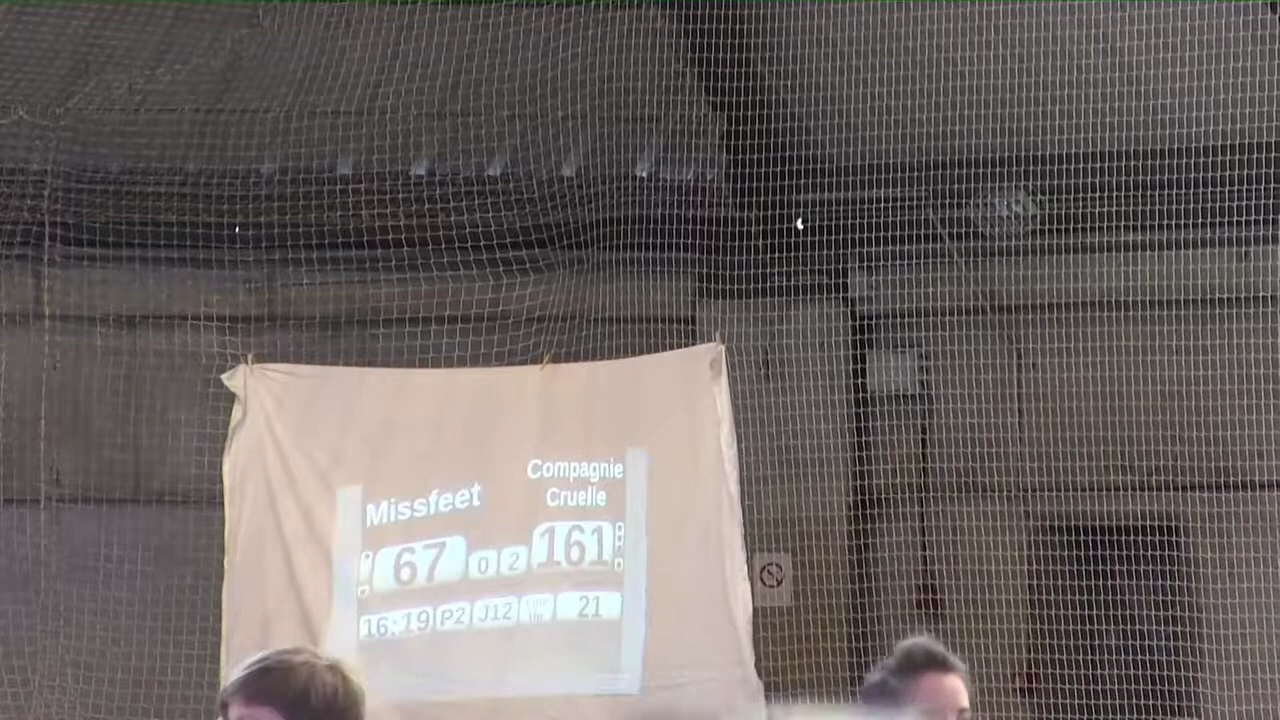 Missfeet
Compagnie
Cruelle
67 0 2 161
16:19 P2 J12 21